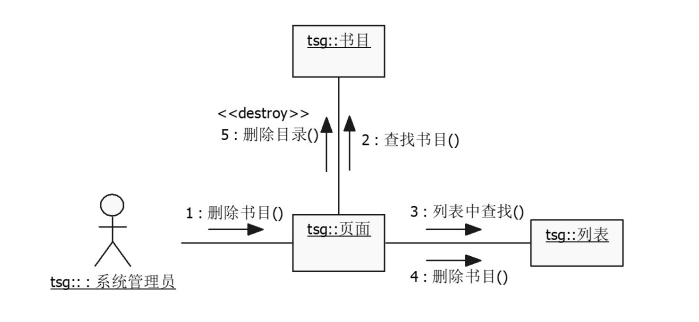 tsg::书目
<<destroy>>
5：删除目录()
2：查找书目()
1：删除书目()
tsg::页面
3：列表中查找()
tsg::列表
4：删除书目()
tsg::：系统管理员